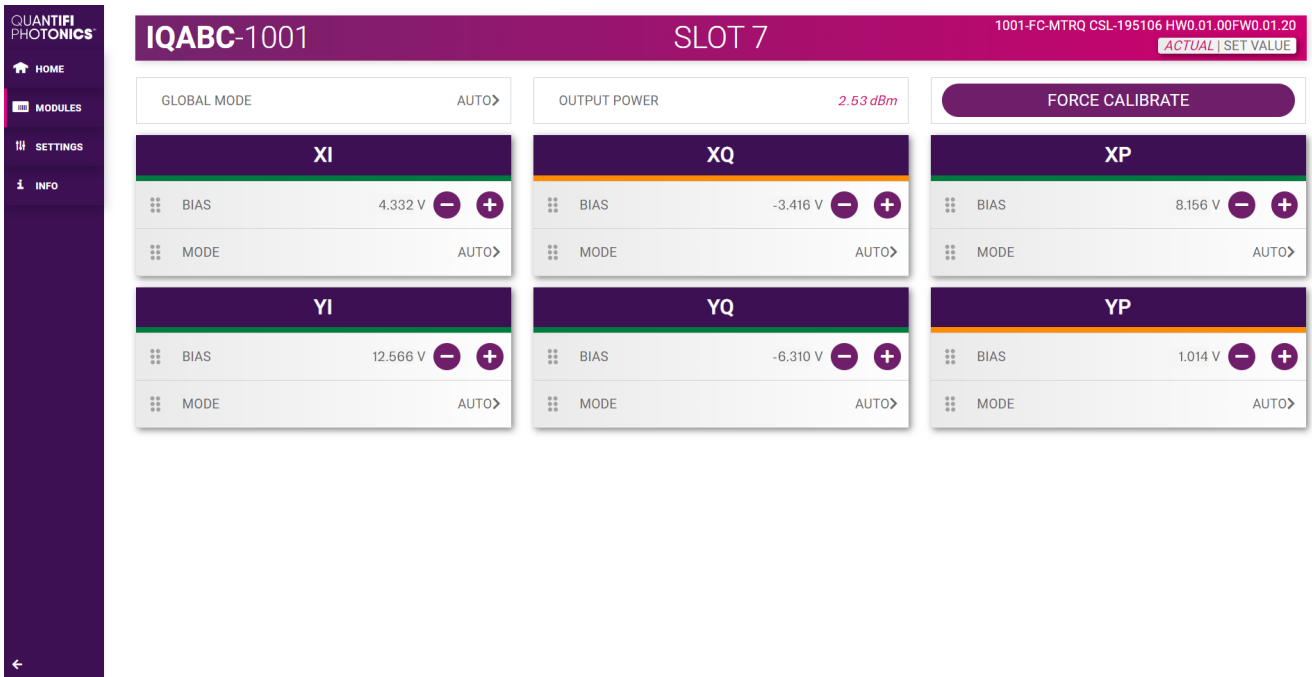 QUANTIFI
PHOTONICS™
HOME
MODULES
SETTINGS
INFO
IQABC-1001
SLOT 7
1001-FC-MTRQ CSL-195106 HW0.01.00FW0.01.20
ACTUAL | SET VALUE
GLOBAL MODE AUTO
OUTPUT POWER 2.53 dBm
FORCE CALIBRATE
XI
BIAS 4.332 V
MODE AUTO
XQ
BIAS -3.416 V
MODE AUTO
XP
BIAS 8.156 V
MODE AUTO
YI
BIAS 12.566 V
MODE AUTO
YQ
BIAS -6.310 V
MODE AUTO
YP
BIAS 1.014 V
MODE AUTO